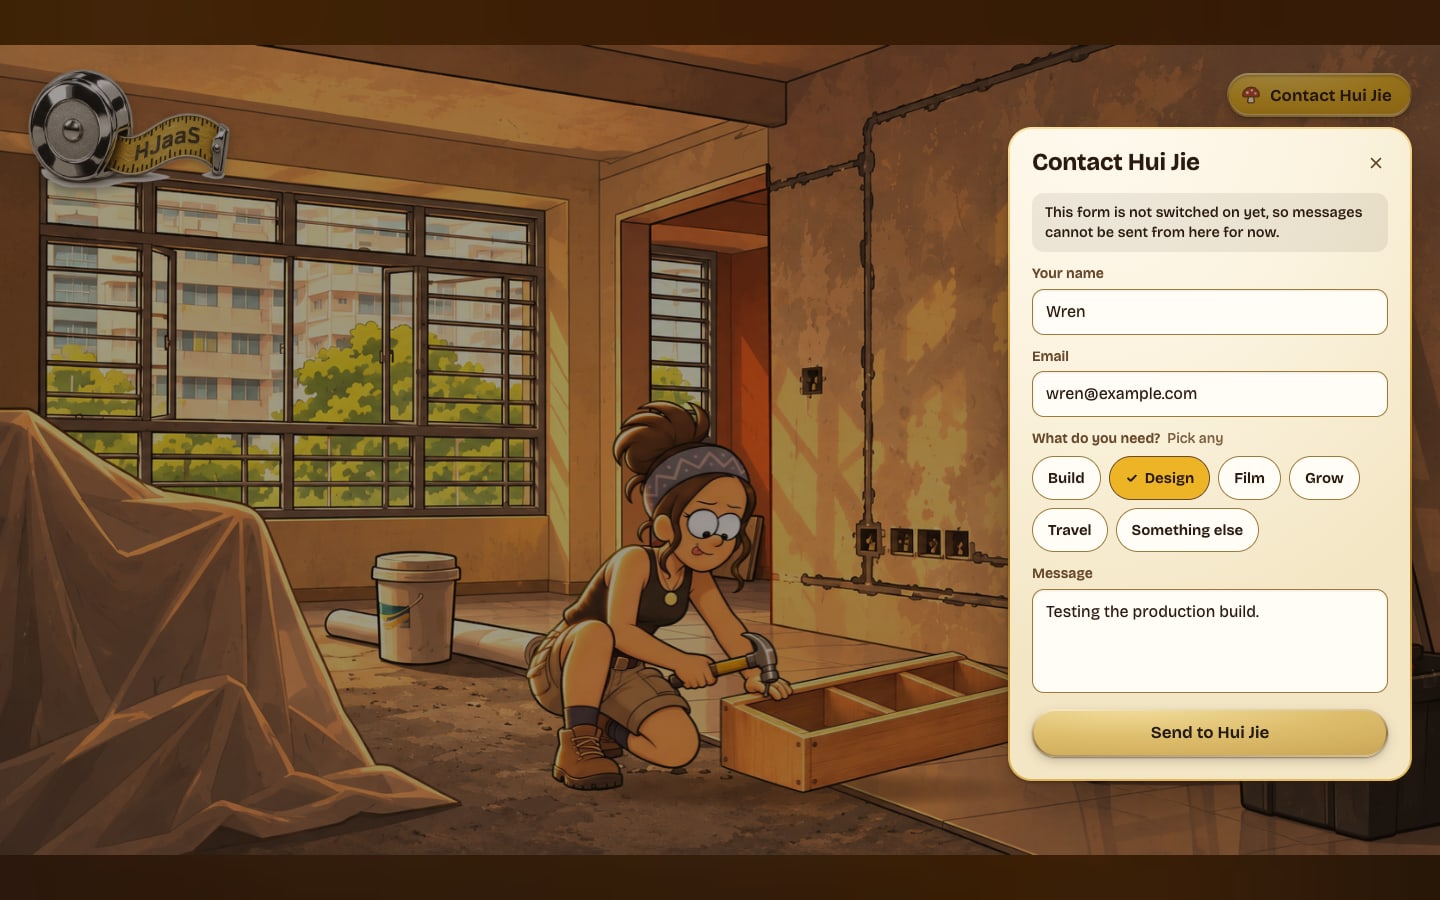 HJaaS
Contact Hui Jie
Contact Hui Jie
This form is not switched on yet, so messages
cannot be sent from here for now.
Your name
Wren
Email
wren@example.com
What do you need? Pick any
Build
Design
Film
Grow
Travel
Something else
Message
Testing the production build.
Send to Hui Jie